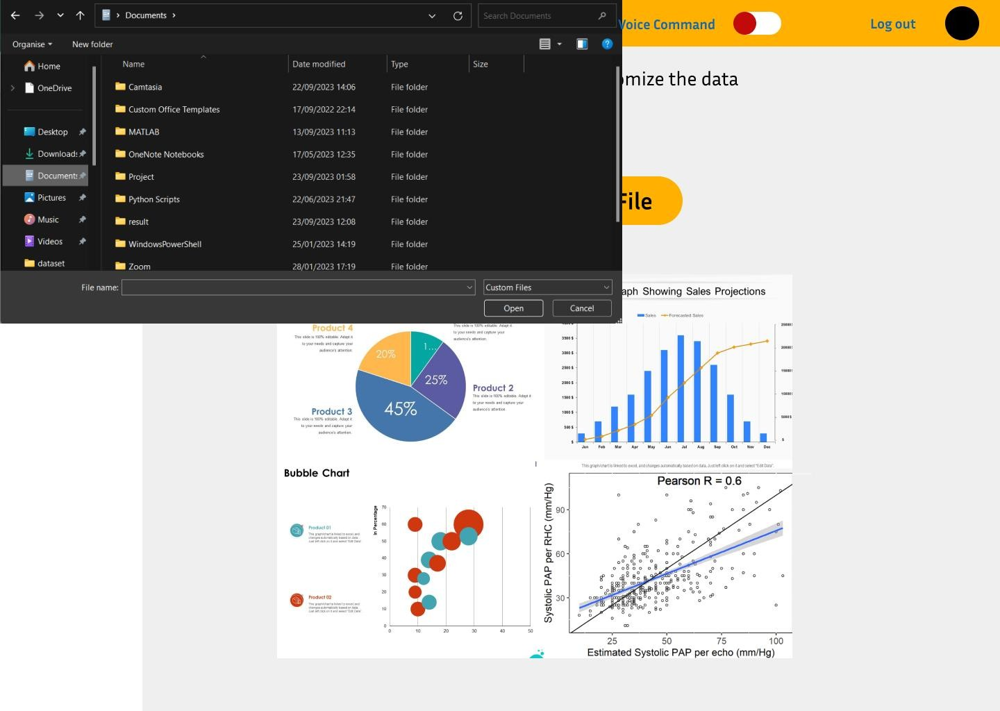 Documents
Search Documents
Voice Command
Log out
Organise
New folder
Name
Date modified
Type
Size
Home
OneDrive
Desktop
Downloads
Documents
Pictures
Music
Videos
dataset
Camtasia 22/09/2023 14:06 File folder
Custom Office Templates 17/09/2022 22:14 File folder
MATLAB 13/09/2023 11:13 File folder
OneNote Notebooks 17/05/2023 12:35 File folder
Project 23/09/2023 01:58 File folder
Python Scripts 22/06/2023 21:47 File folder
result 23/09/2023 12:08 File folder
WindowsPowerShell 25/01/2023 14:19 File folder
Zoom 28/01/2023 17:19 File folder
File name:
Custom Files
Open
Cancel
omize the data
File
Product 4
This slide is 100% editable. Adapt it
to your needs and capture your
audience's attention.
This slide is 100% editable. Adapt it
to your needs and capture your
audience's attention.
20%
1...
25%
45%
Product 2
This slide is 100% editable. Adapt it
to your needs and capture your
audience's attention.
Product 3
This slide is 100% editable. Adapt it
to your needs and capture your
audience's attention.
aph Showing Sales Projections
Sales
Forecasted Sales
3500 $
3000 $
2500 $
2000 $
1500 $
1000 $
500 $
$
25000
20000
15000
10000
5000 $
$
Jan Feb Mar Apr May Jun Jul Aug Sep Oct Nov Dec
This graph/chart is linked to excel, and changes automatically based on data. Just left click on it and select "Edit Data".
Bubble Chart
Product 01
This graph/chart is linked to excel, and
changes automatically based on data.
Just left click on it and select "Edit Data".
Product 02
This graph/chart is linked to excel, and
changes automatically based on data.
Just left click on it and select "Edit Data".
In Percentage
70
60
50
40
30
20
10
0
0 10 20 30 40 50
Pearson R = 0.6
Systolic PAP per RHC (mm/Hg)
90
60
30
25 50 75 100
Estimated Systolic PAP per echo (mm/Hg)